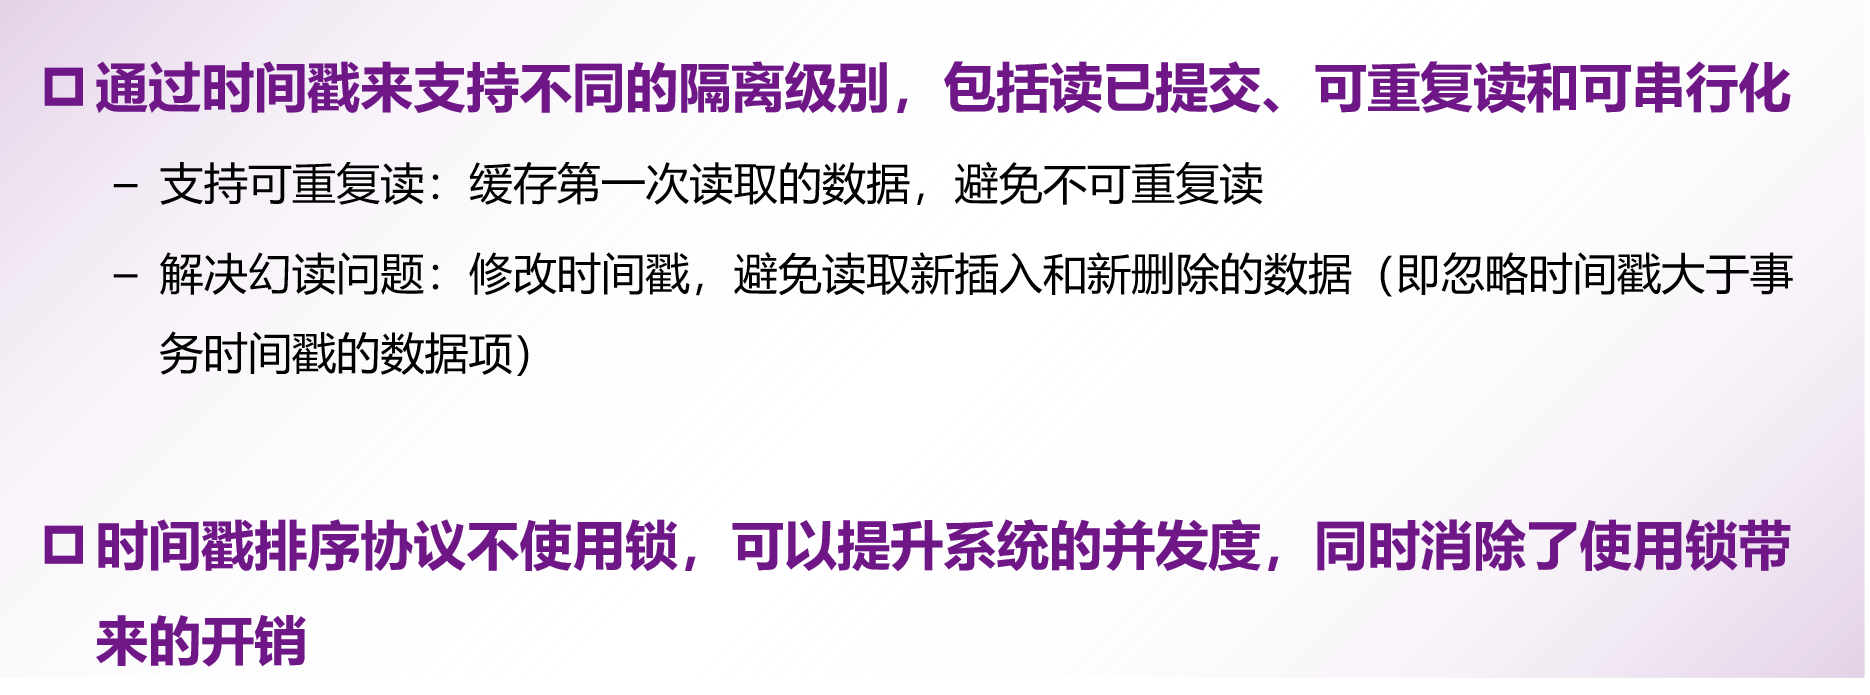 通过时间戳来支持不同的隔离级别，包括读已提交、可重复读和可串行化
– 支持可重复读：缓存第一次读取的数据，避免不可重复读
– 解决幻读问题：修改时间戳，避免读取新插入和新删除的数据（即忽略时间戳大于事
务时间戳的数据项）
时间戳排序协议不使用锁，可以提升系统的并发度，同时消除了使用锁带
来的开销